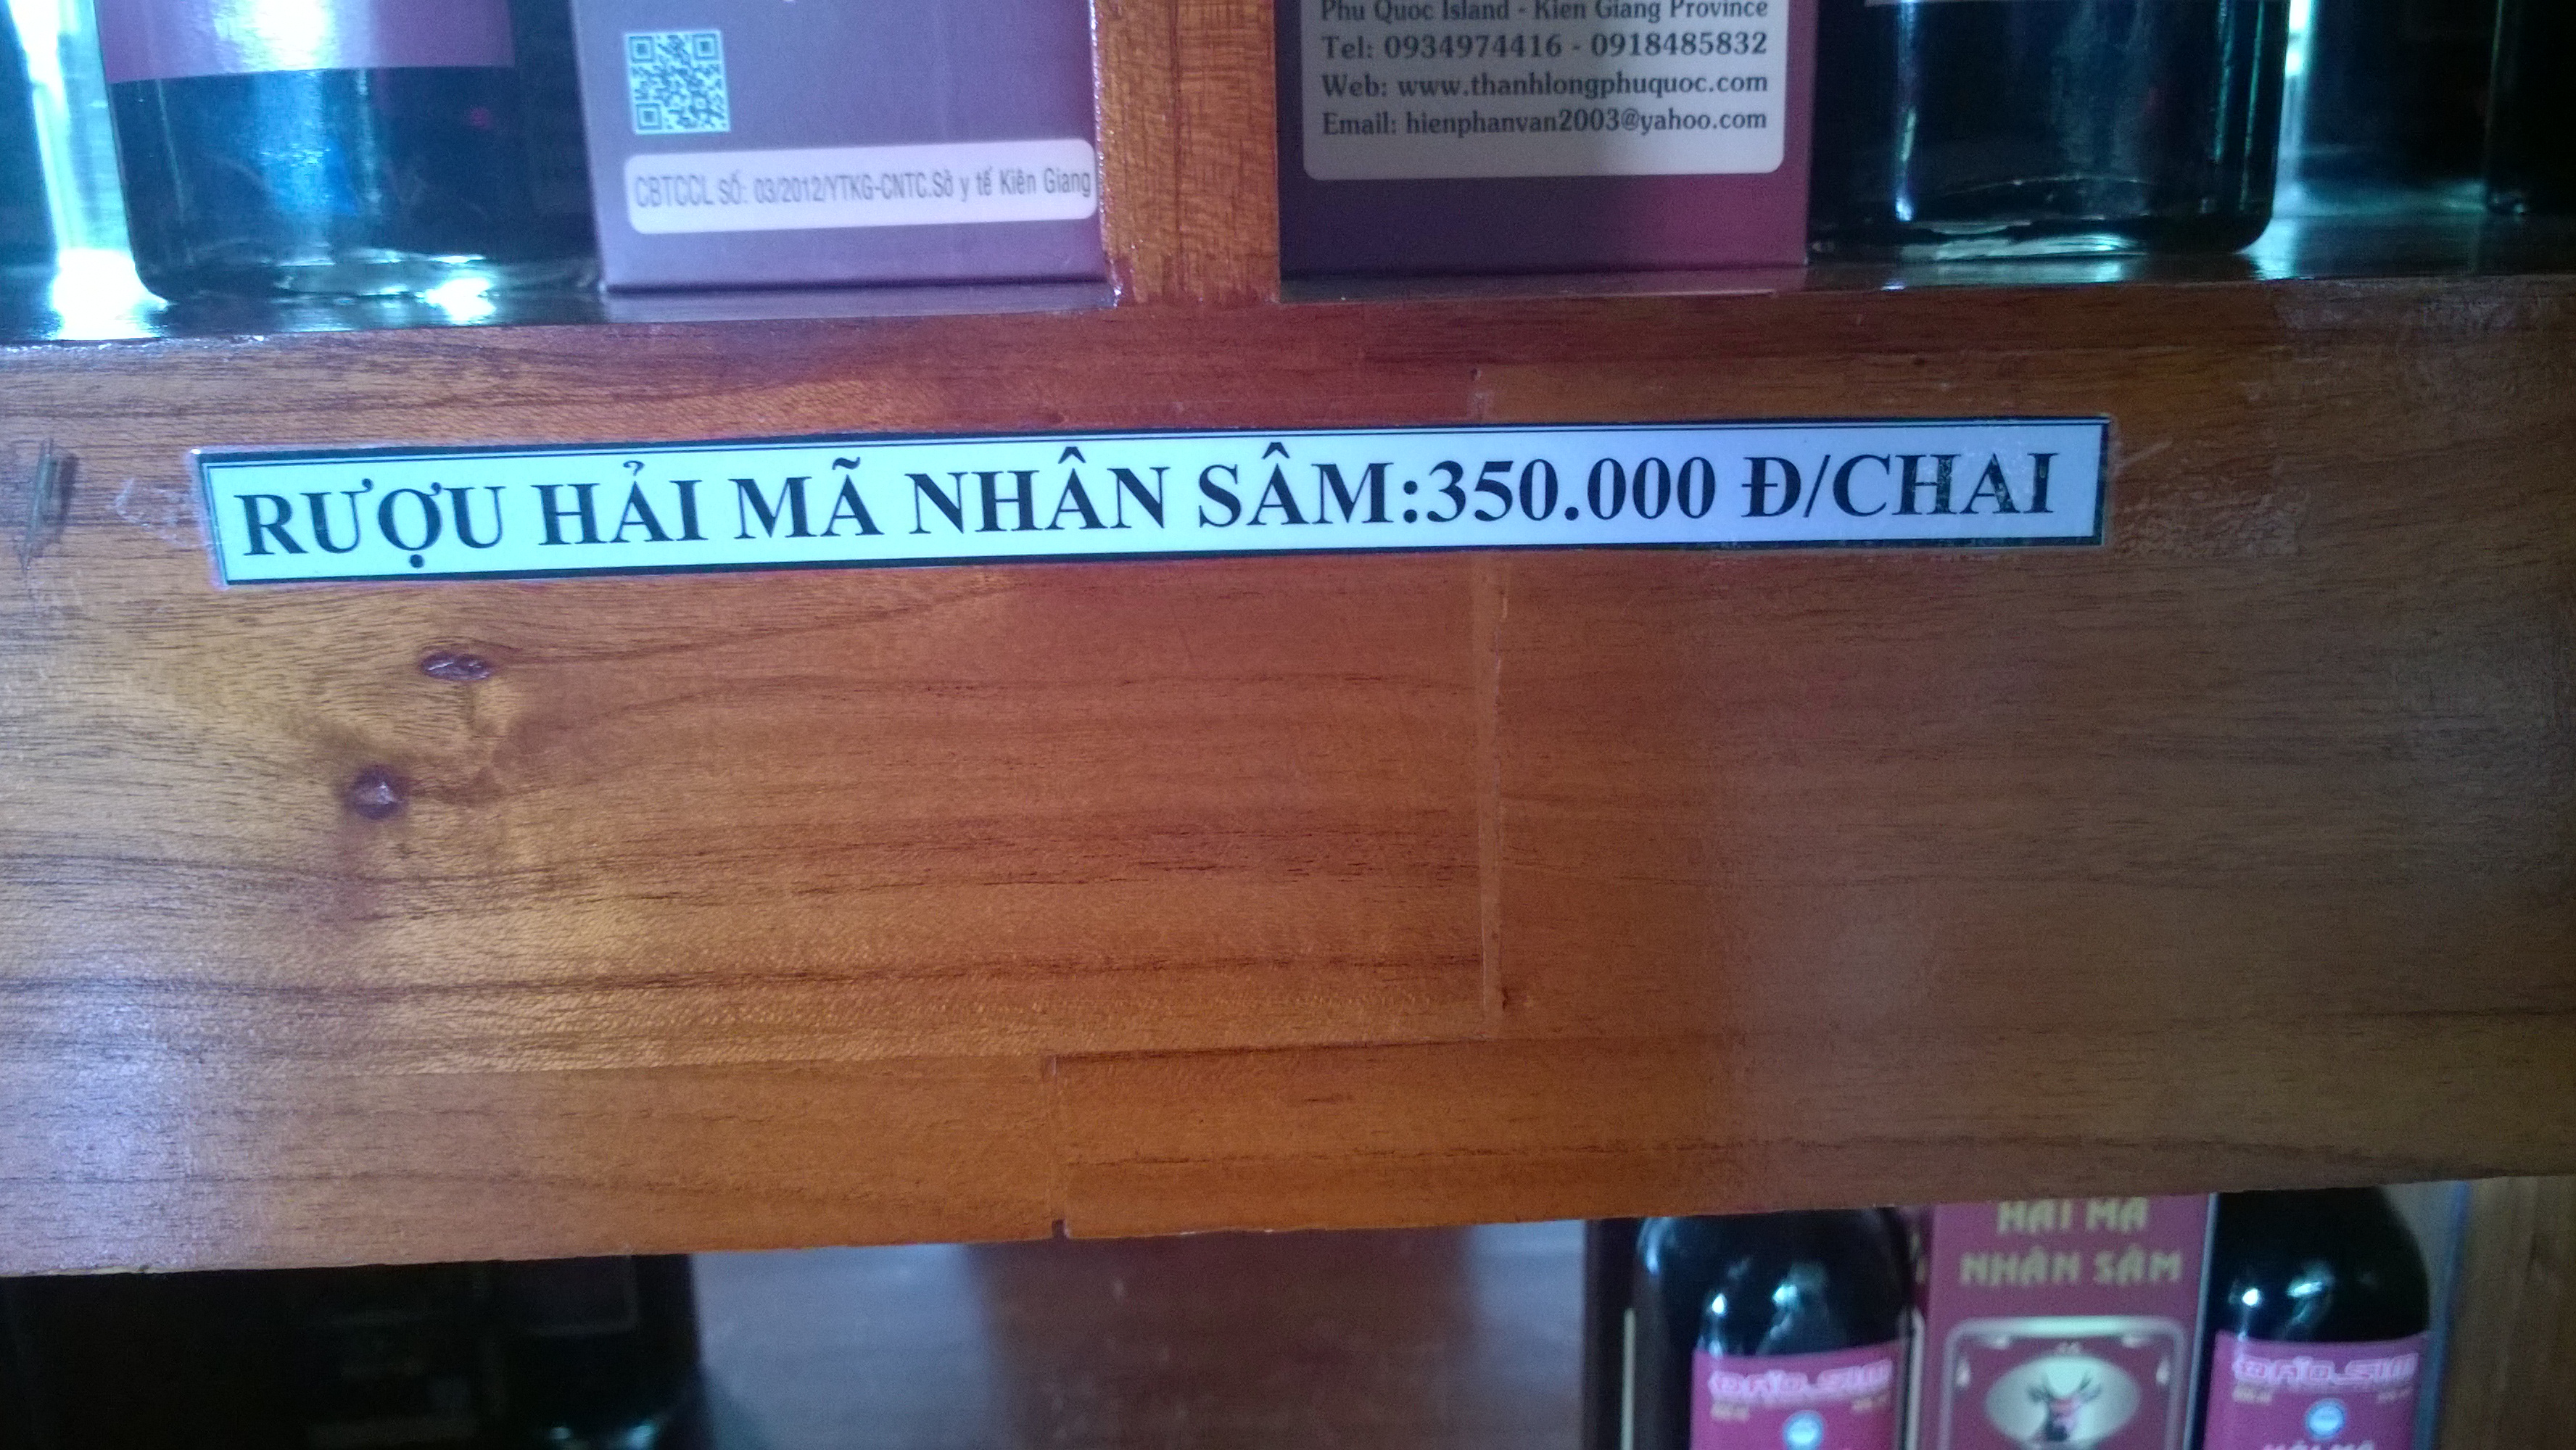 Phu Quoc Island - Kien Giang Province
Tel: 0934974416 - 0918485832
Web: www.thanhlongphuquoc.com
Email: hienphanvan2003@yahoo.com
CBTCCL SỐ: 03/2012/YTKG-CNTC.Sở y tế Kiên Giang
RƯỢU HẢI MÃ NHÂN SÂM:350.000 Đ/CHAI
HẢI MÃ
NHÂN SÂM